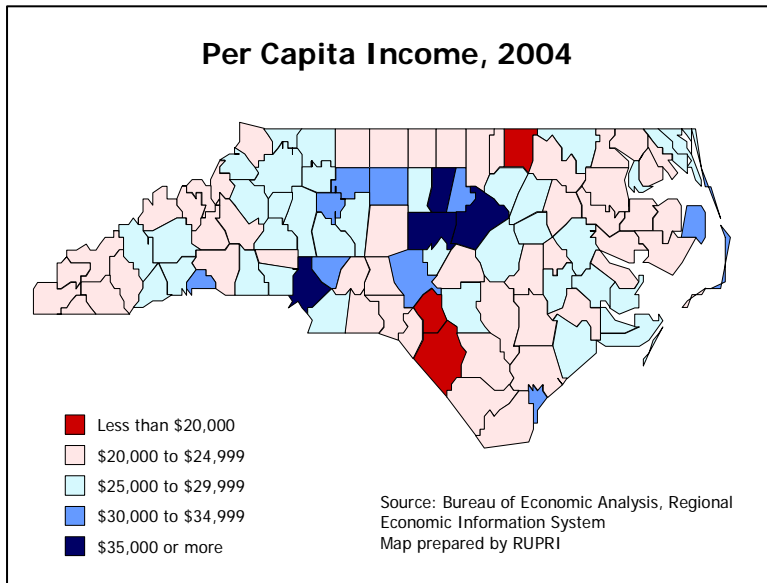 Per Capita Income, 2004
Less than $20,000
$20,000 to $24,999
$25,000 to $29,999
$30,000 to $34,999
$35,000 or more
Source: Bureau of Economic Analysis, Regional
Economic Information System
Map prepared by RUPRI